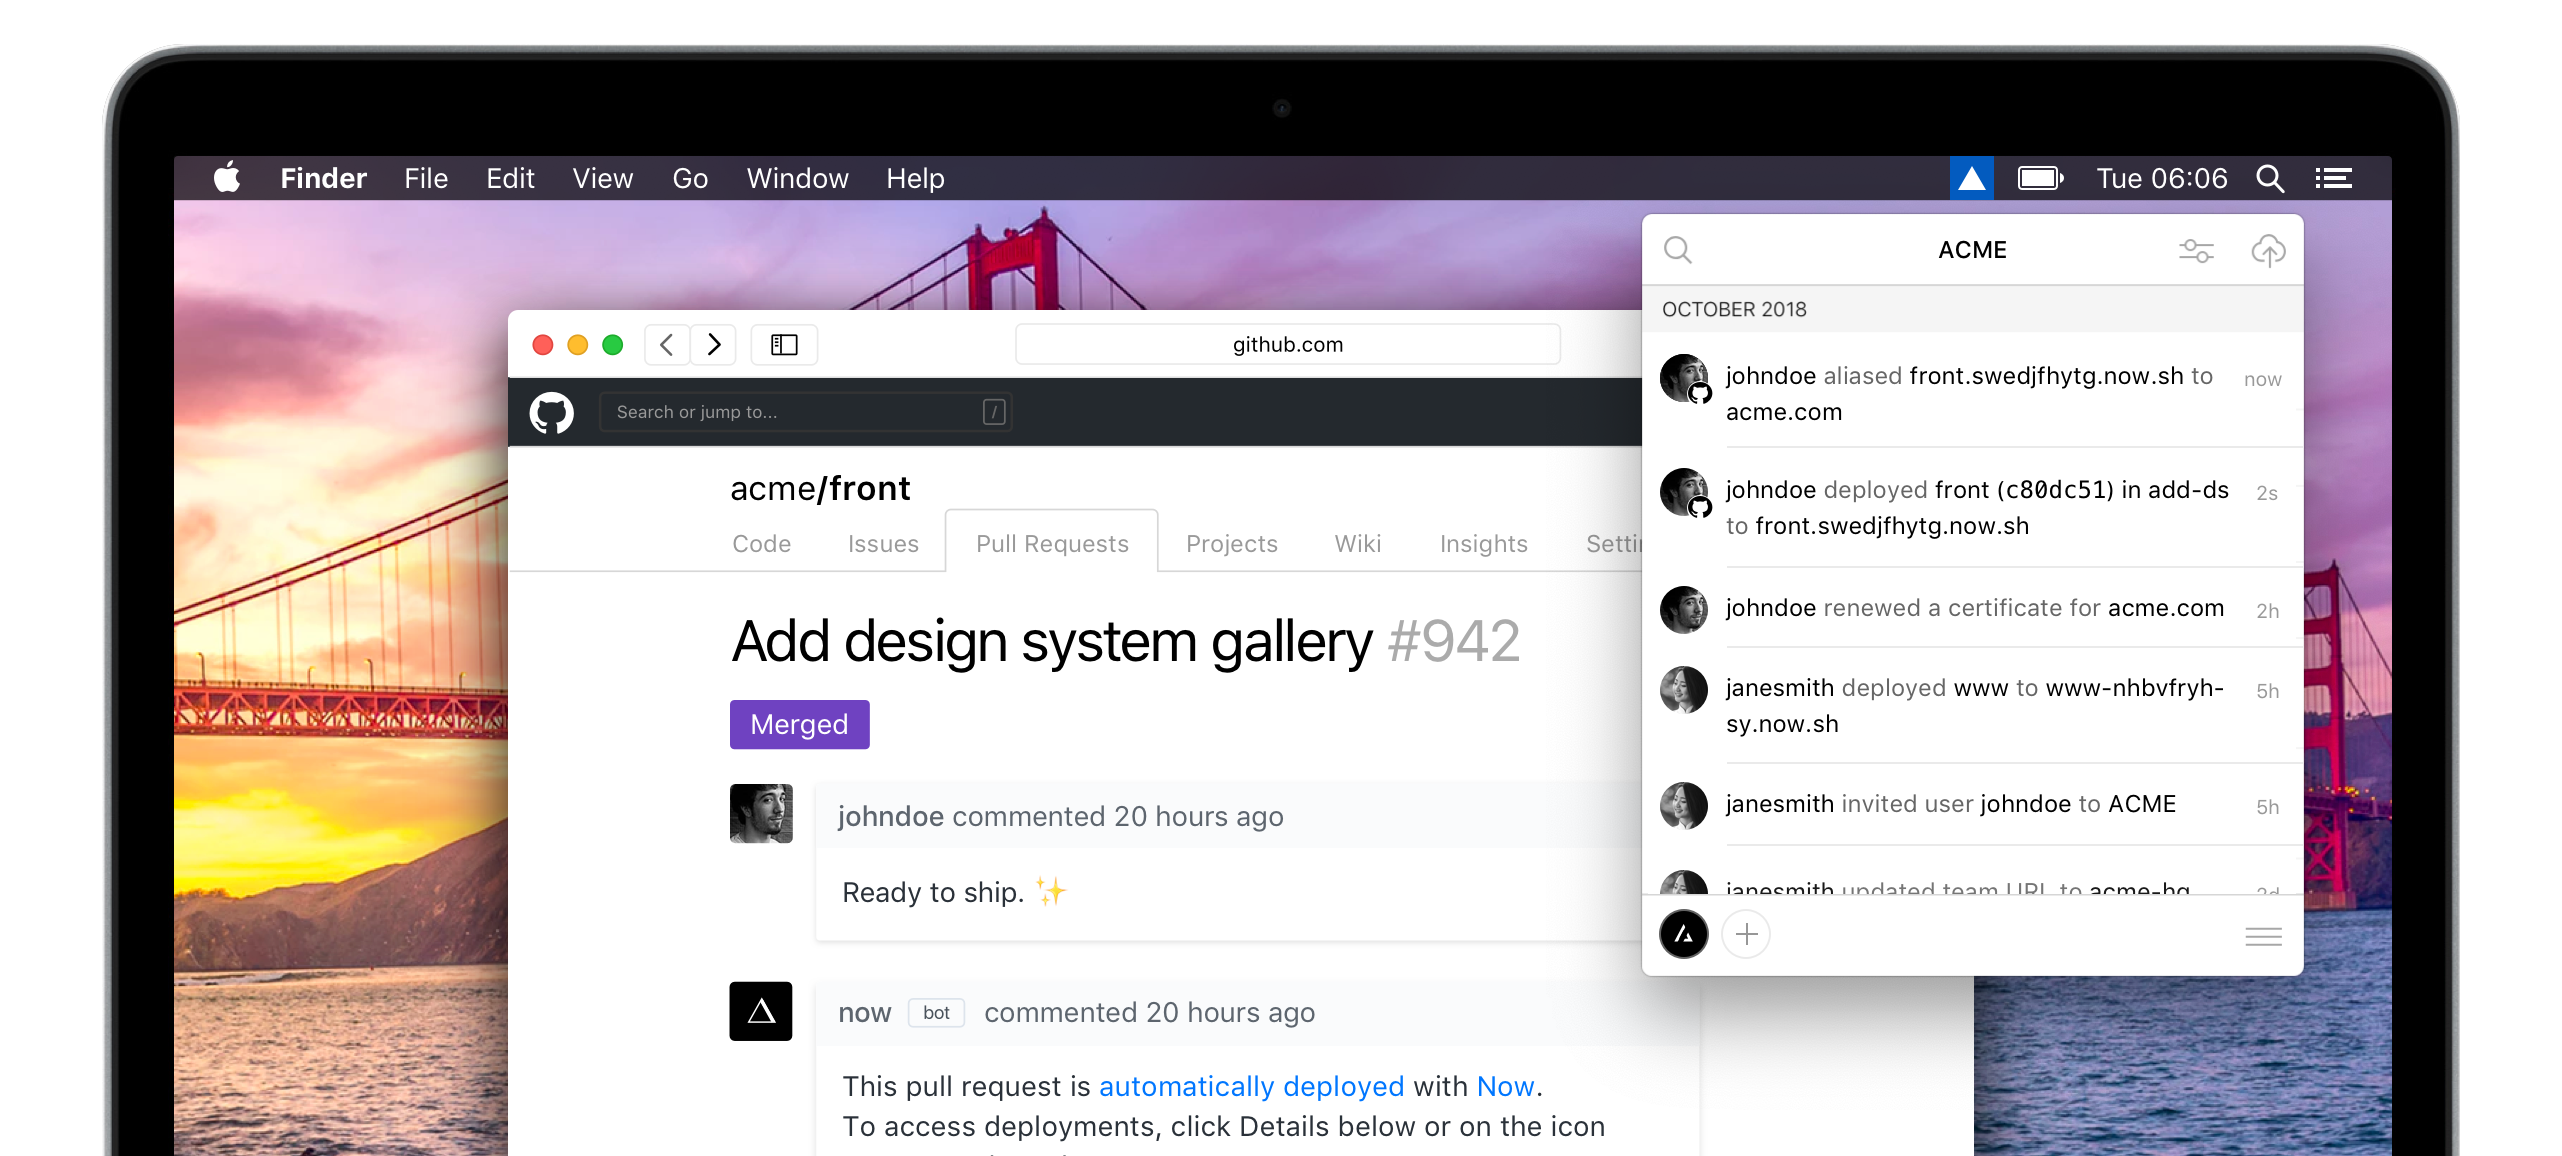 Finder File Edit View Go Window Help Tue 06:06
github.com
Search or jump to... /
acme/front
Code Issues Pull Requests Projects Wiki Insights
Add design system gallery #942
Merged
johndoe commented 20 hours ago
Ready to ship. ✨
now bot commented 20 hours ago
This pull request is automatically deployed with Now.
To access deployments, click Details below or on the icon
ACME
OCTOBER 2018
johndoe aliased front.swedjfhytg.now.sh to now
acme.com
johndoe deployed front (c80dc51) in add-ds 2s
to front.swedjfhytg.now.sh
johndoe renewed a certificate for acme.com 2h
janesmith deployed www to www-nhbvfryh- 5h
sy.now.sh
janesmith invited user johndoe to ACME 5h
janesmith updated team URL to acme-hq 2d